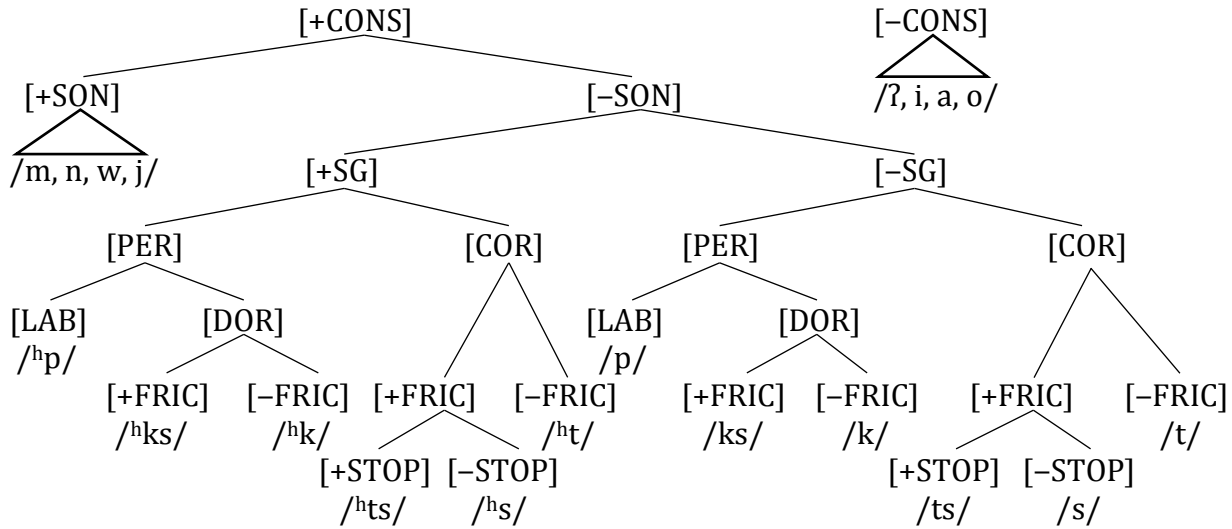 [+CONS] [–CONS]
[+SON] [–SON] /ʔ, i, a, o/
/m, n, w, j/ [+SG] [–SG]
[PER] [COR] [PER] [COR]
[LAB] [DOR] [LAB] [DOR]
/ʰp/ /p/
[+FRIC] [–FRIC] [+FRIC] [–FRIC] [+FRIC] [–FRIC] [+FRIC] [–FRIC]
/ʰks/ /ʰk/ /ʰt/ /ks/ /k/ /t/
[+STOP] [–STOP] [+STOP] [–STOP]
/ʰts/ /ʰs/ /ts/ /s/